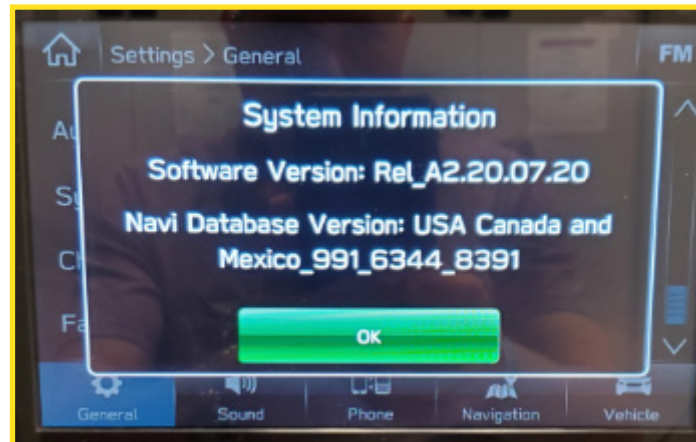 Settings > General
FM
System Information
Software Version: Rel_A2.20.07.20
Navi Database Version: USA Canada and
Mexico_991_6344_8391
OK
General
Sound
Phone
Navigation
Vehicle